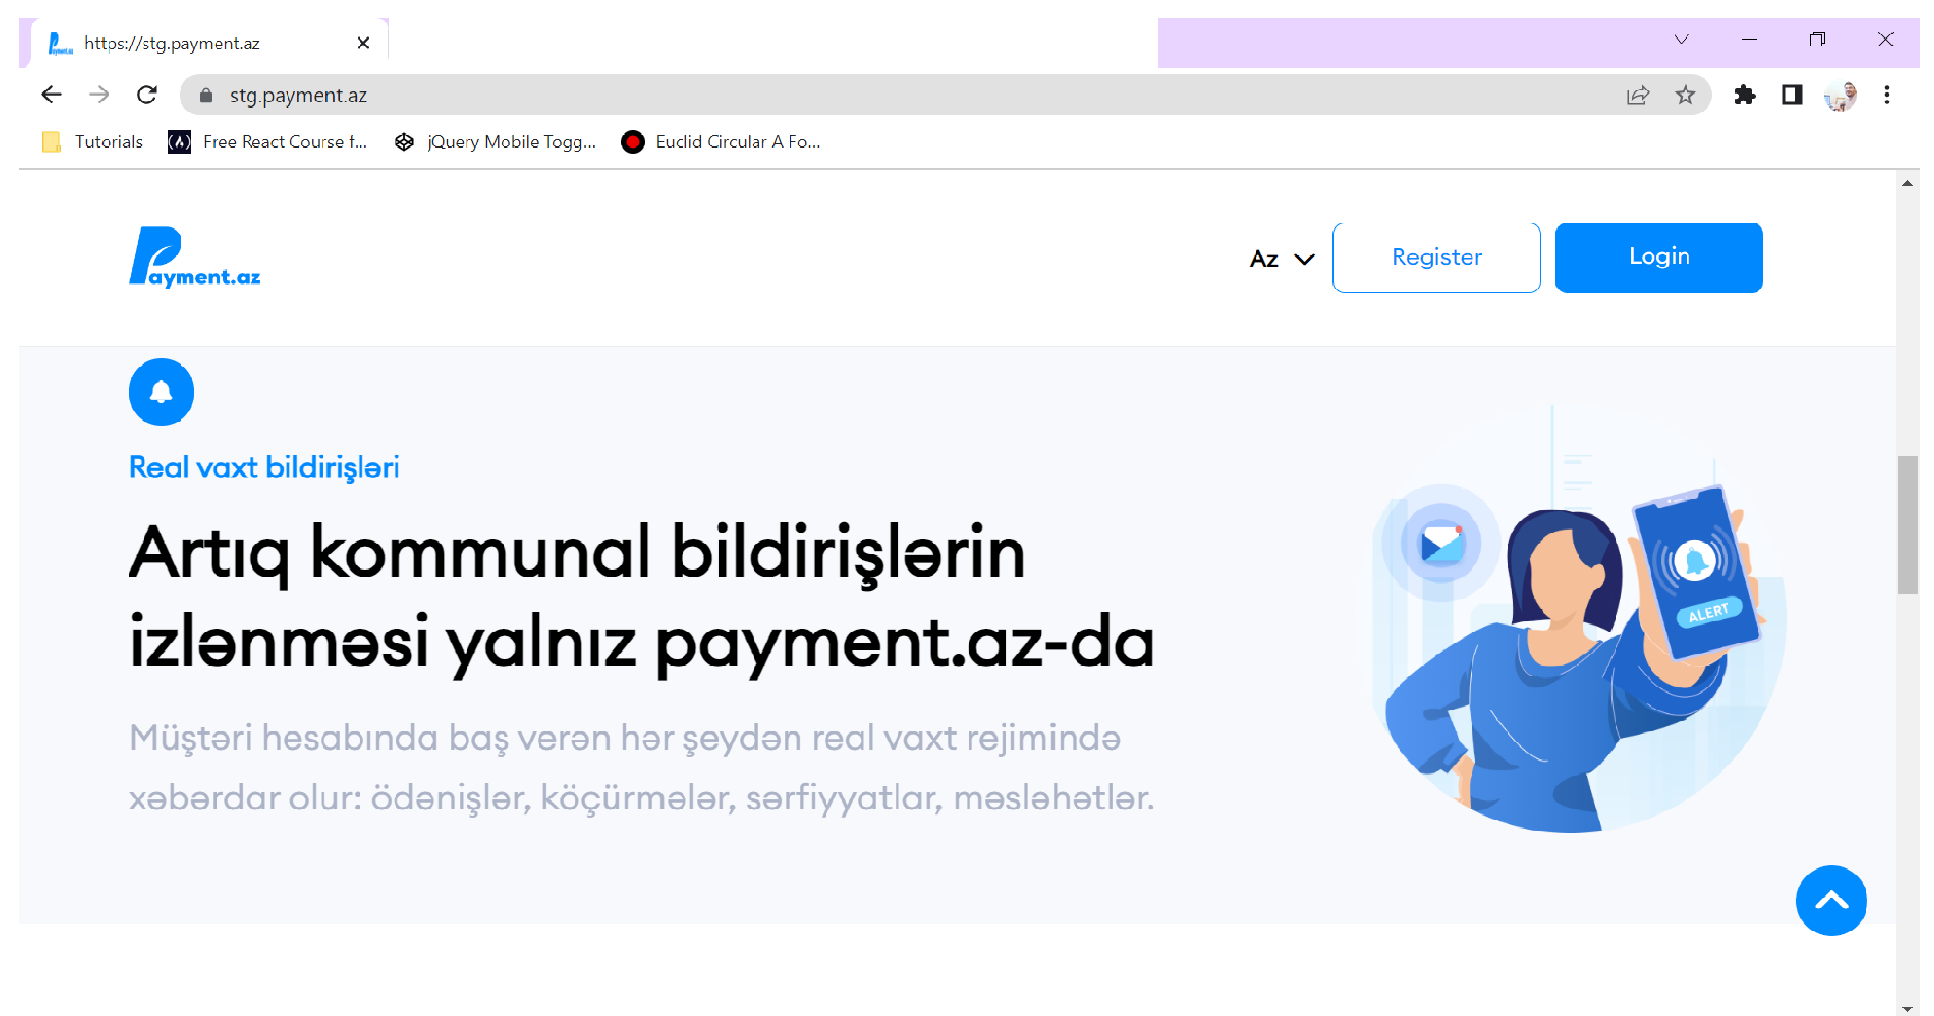 https://stg.payment.az
stg.payment.az
Tutorials
Free React Course f...
jQuery Mobile Togg...
Euclid Circular A Fo...
Payment.az
Az
Register
Login
Real vaxt bildirişləri
Artıq kommunal bildirişlərin
izlənməsi yalnız payment.az-da
Müştəri hesabında baş verən hər şeydən real vaxt rejimində
xəbərdar olur: ödənişlər, köçürmələr, sərfiyyatlar, məsləhətlər.
ALERT